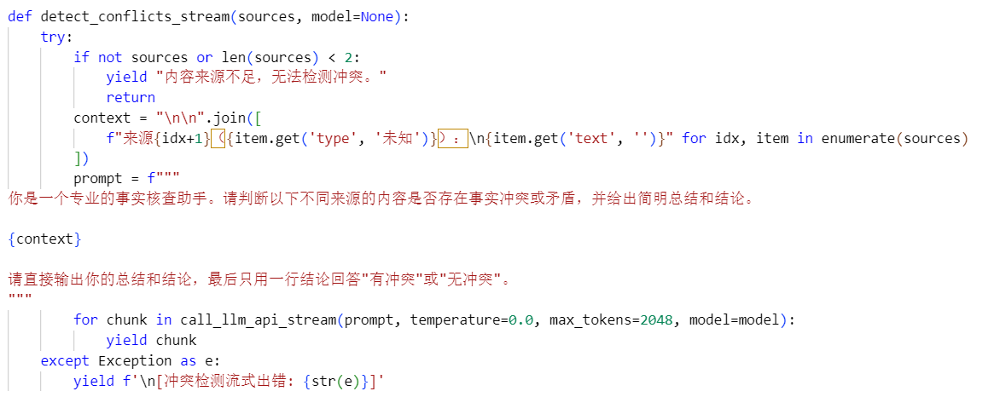 def detect_conflicts_stream(sources, model=None):
    try:
        if not sources or len(sources) < 2:
            yield "内容来源不足，无法检测冲突。"
            return
        context = "\n\n".join([
            f"来源{idx+1}（{item.get('type', '未知')}）：\n{item.get('text', '')}" for idx, item in enumerate(sources)
        ])
        prompt = f"""
你是一个专业的事实核查助手。请判断以下不同来源的内容是否存在事实冲突或矛盾，并给出简明总结和结论。

{context}

请直接输出你的总结和结论，最后只用一行结论回答"有冲突"或"无冲突"。
"""
        for chunk in call_llm_api_stream(prompt, temperature=0.0, max_tokens=2048, model=model):
            yield chunk
    except Exception as e:
        yield f'\n[冲突检测流式出错: {str(e)}]'